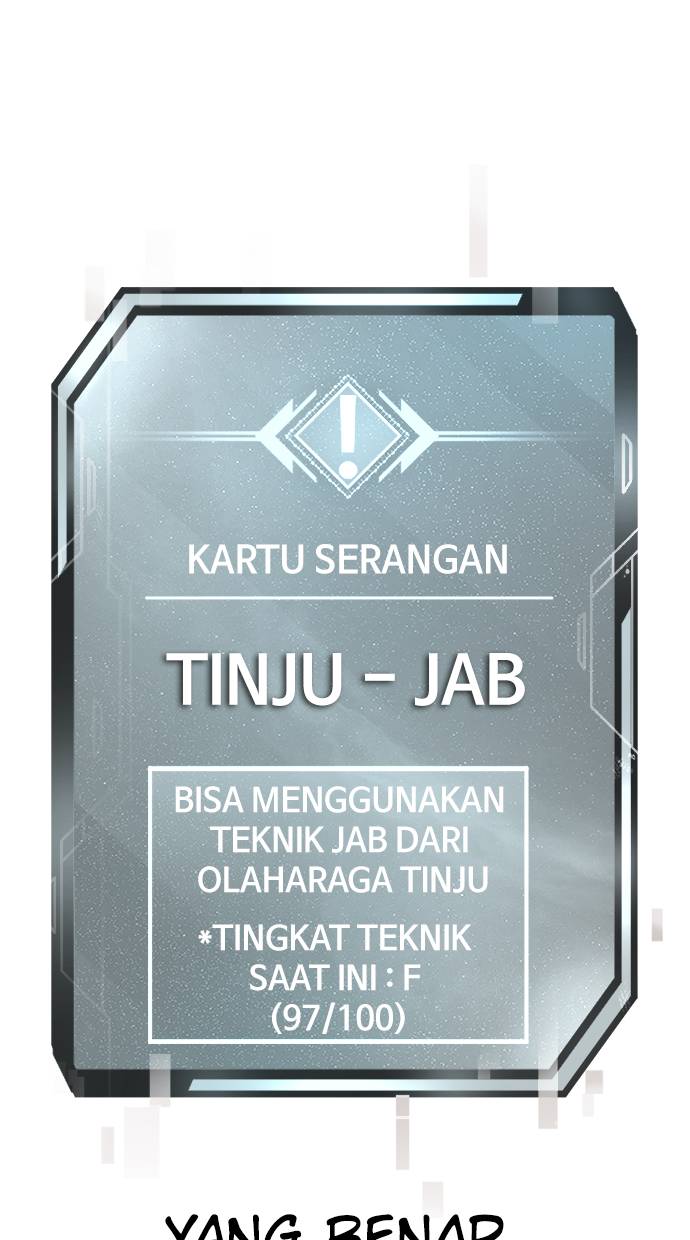 !
KARTU SERANGAN
TINJU - JAB
BISA MENGGUNAKAN
TEKNIK JAB DARI
OLAHARAGA TINJU
*TINGKAT TEKNIK
SAAT INI : F
(97/100)
YANG BENAR